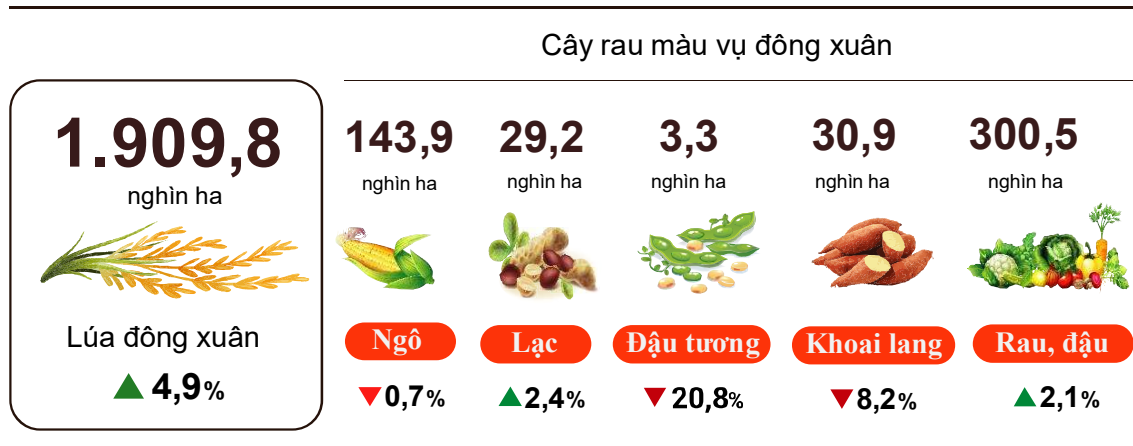 Cây rau màu vụ đông xuân
1.909,8
nghìn ha
Lúa đông xuân
▲ 4,9%
143,9
nghìn ha
Ngô
▼ 0,7%
29,2
nghìn ha
Lạc
▲ 2,4%
3,3
nghìn ha
Đậu tương
▼ 20,8%
30,9
nghìn ha
Khoai lang
▼ 8,2%
300,5
nghìn ha
Rau, đậu
▲ 2,1%